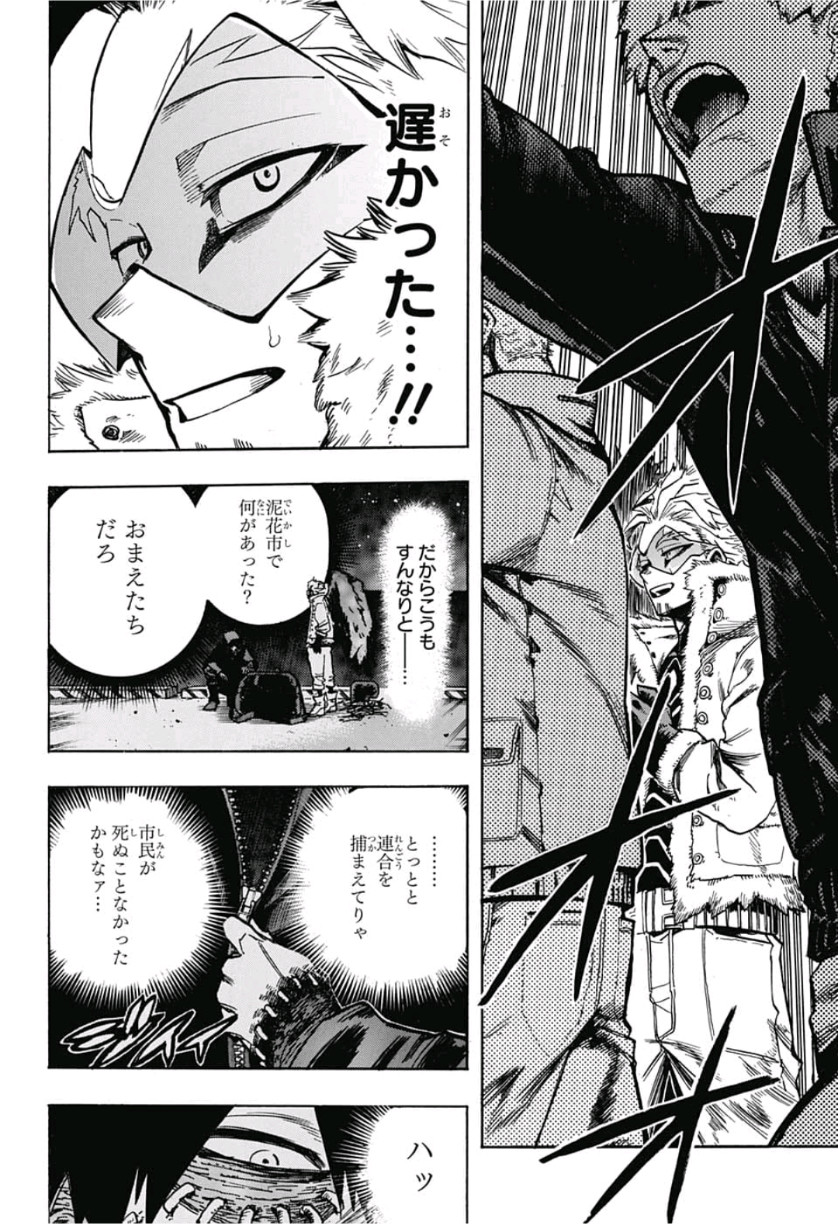 遅かった…!!
だからこうも
すんなりと――…
泥花市で
何があった?
おまえたち
だろ
………
とっとと
連合を
捕まえてりゃ
市民が
死ぬことなかった
かもなァ…
ジィィ
ハッ